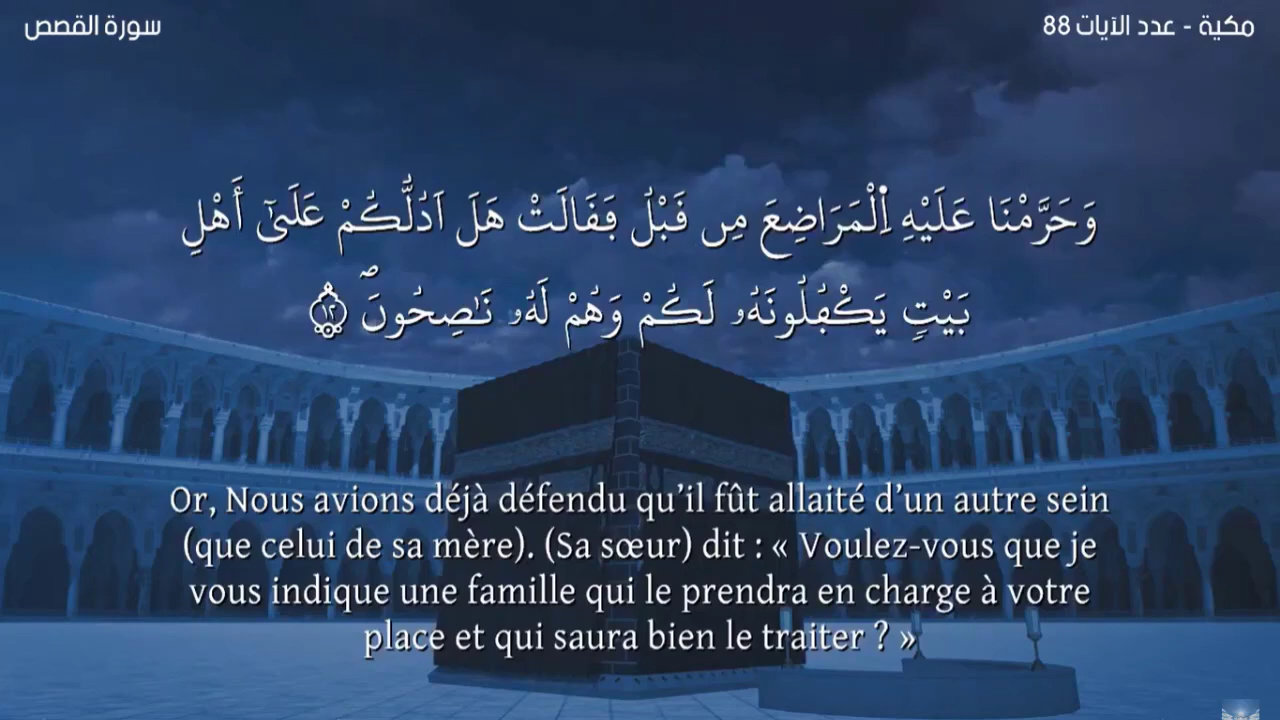 سورة القصص
مكية - عدد الآيات 88
وَحَرَّمْنَا عَلَيْهِ اِ۬لْمَرَاضِعَ مِن قَبْلُ فَقَالَتْ هَلَ اَدُلُّكُمْ عَلَىٰٓ أَهْلِ
بَيْتٖ يَكْفُلُونَهُۥ لَكُمْ وَهُمْ لَهُۥ نَٰصِحُونَۖ ١٢
Or, Nous avions déjà défendu qu’il fût allaité d’un autre sein
(que celui de sa mère). (Sa sœur) dit : « Voulez-vous que je
vous indique une famille qui le prendra en charge à votre
place et qui saura bien le traiter ? »